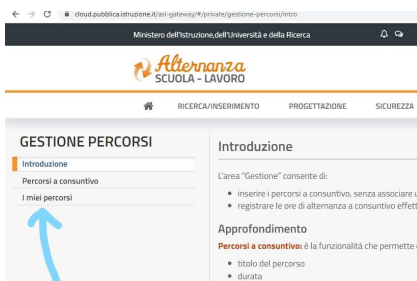 cloud.pubblica.istruzione.it/asl-gateway/#/private/gestione-percorsi/intro
Ministero dell'Istruzione,dell'Università e della Ricerca
Alternanza
SCUOLA - LAVORO
RICERCA/INSERIMENTO PROGETTAZIONE SICUREZZA
GESTIONE PERCORSI
Introduzione
Percorsi a consuntivo
I miei percorsi
Introduzione
L'area "Gestione" consente di:
• inserire i percorsi a consuntivo, senza associare
• registrare le ore di alternanza a consuntivo effett
Approfondimento
Percorsi a consuntivo: è la funzionalità che permette
• titolo del percorso
• durata